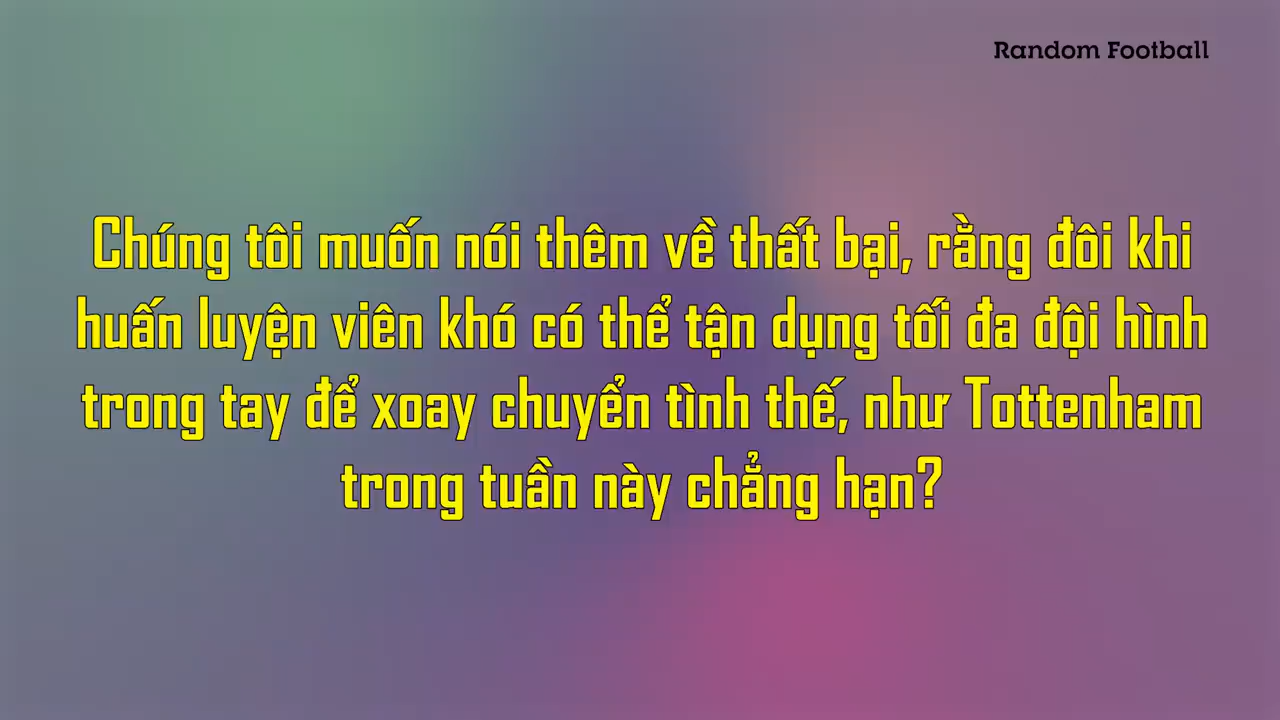 Random Football
Chúng tôi muốn nói thêm về thất bại, rằng đôi khi
huấn luyện viên khó có thể tận dụng tối đa đội hình
trong tay để xoay chuyển tình thế, như Tottenham
trong tuần này chẳng hạn?